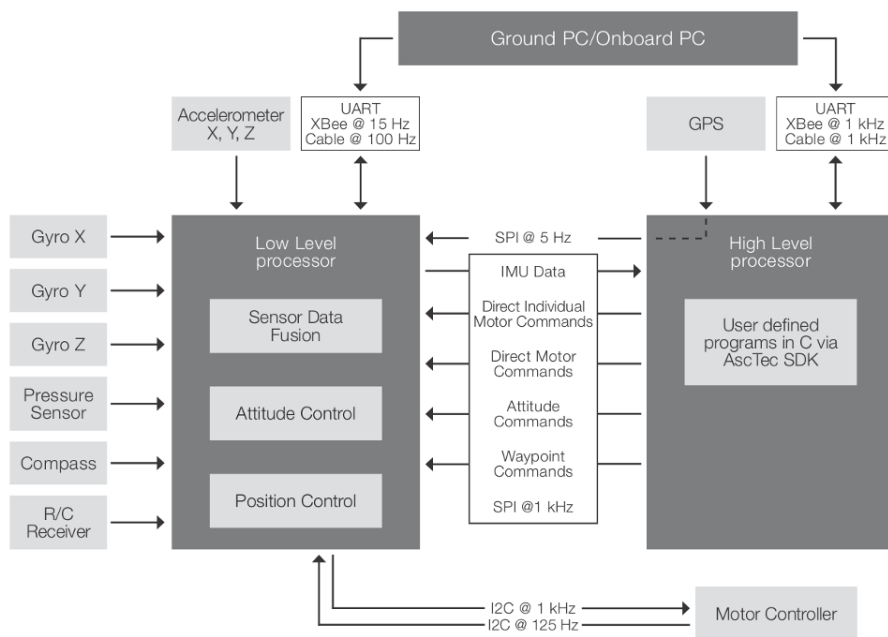 Ground PC/Onboard PC
Accelerometer
X, Y, Z
UART
XBee @ 15 Hz
Cable @ 100 Hz
GPS
UART
XBee @ 1 kHz
Cable @ 1kHz
Gyro X
Gyro Y
Gyro Z
Pressure
Sensor
Compass
R/C
Receiver
Low Level
processor
Sensor Data
Fusion
Attitude Control
Position Control
SPI @ 5 Hz
IMU Data
Direct Individual
Motor Commands
Direct Motor
Commands
Attitude
Commands
Waypoint
Commands
SPI @1 kHz
High Level
processor
User defined
programs in C via
AscTec SDK
I2C @ 1 kHz
I2C @ 125 Hz
Motor Controller